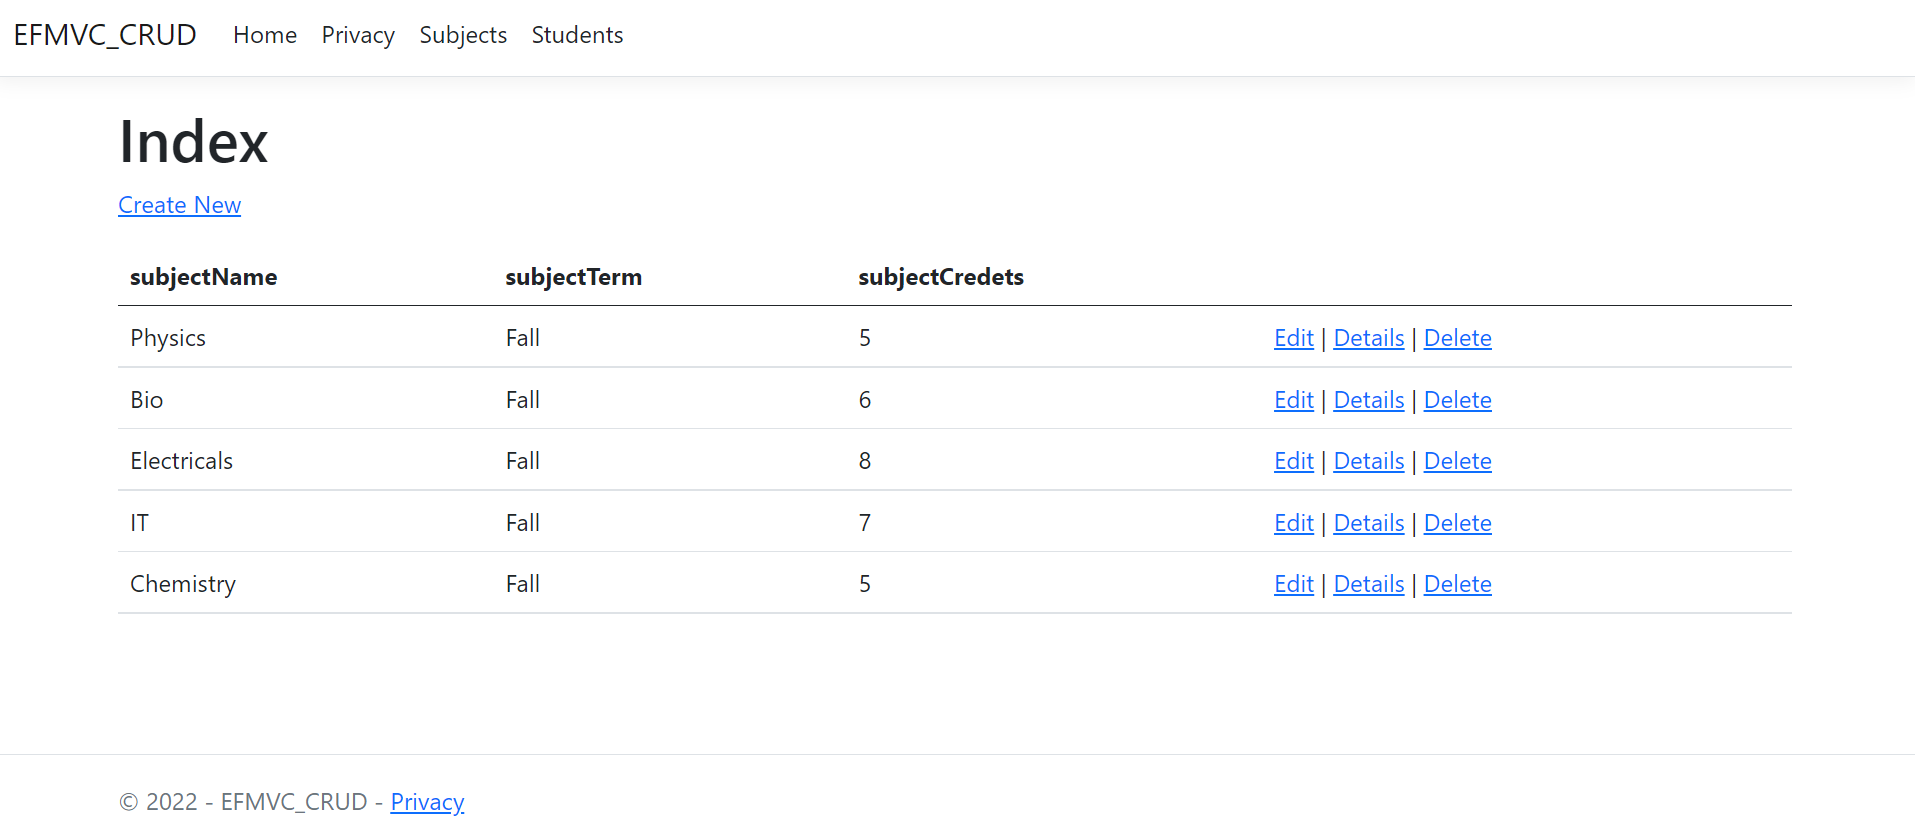 EFMVC_CRUD Home Privacy Subjects Students
Index
Create New
subjectName subjectTerm subjectCredets
Physics Fall 5 Edit | Details | Delete
Bio Fall 6 Edit | Details | Delete
Electricals Fall 8 Edit | Details | Delete
IT Fall 7 Edit | Details | Delete
Chemistry Fall 5 Edit | Details | Delete
© 2022 - EFMVC_CRUD - Privacy